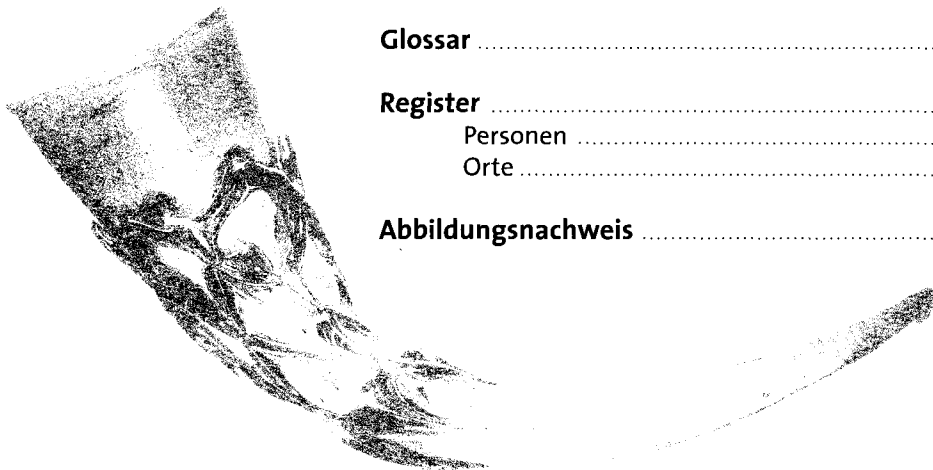 Glossar ..........................................................................
Register ........................................................................
Personen .........................................................
Orte ..................................................................
Abbildungsnachweis ..............................................